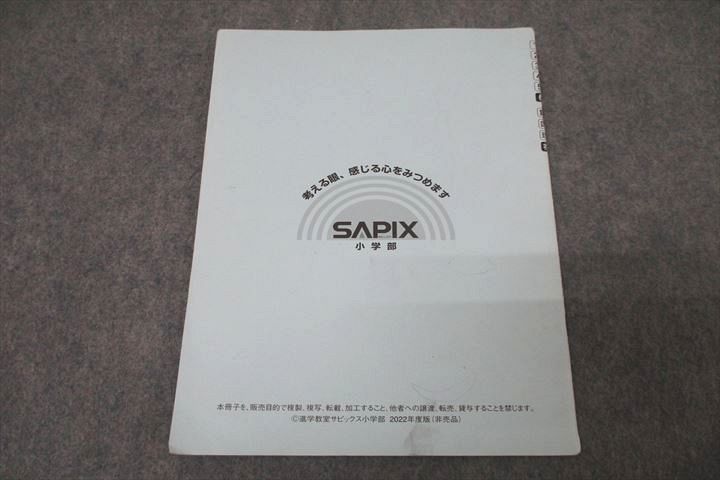 考える眼、感じる心をみつめます
SAPIX
小学部
本冊子を、販売目的で複製、複写、転載、加工すること、他者への譲渡、転売、貸与することを禁じます。
©進学教室サピックス小学部 2022年度版（非売品）